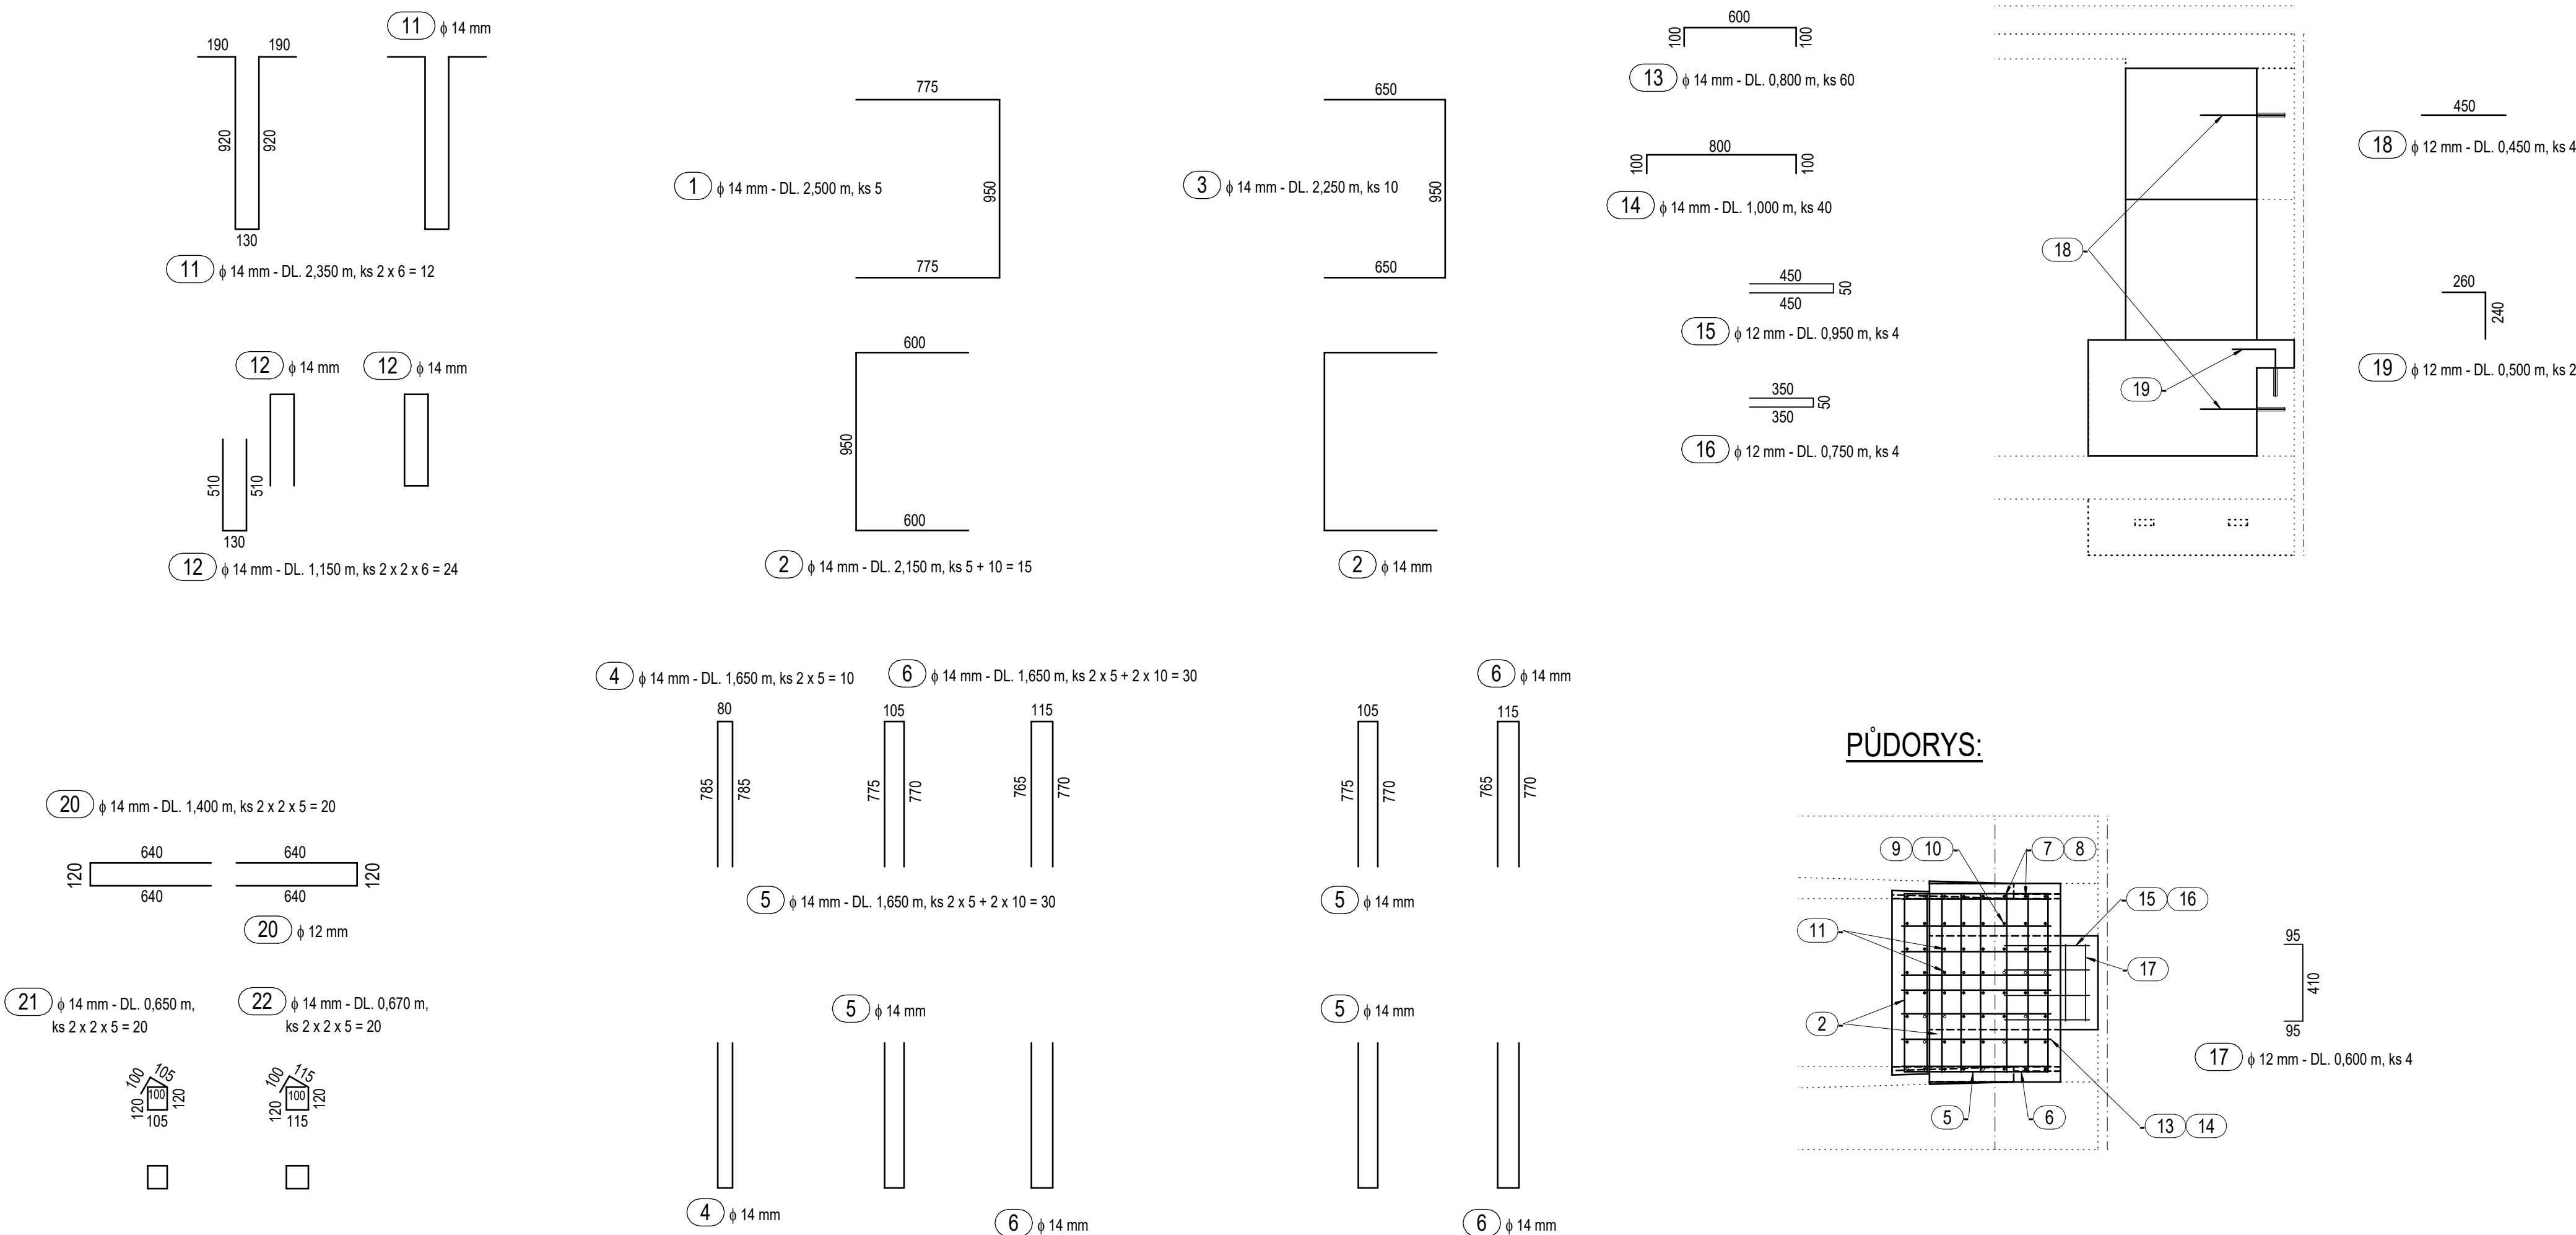 11 ϕ 14 mm
190 190
920 920
130
11 ϕ 14 mm - DL. 2,350 m, ks 2 x 6 = 12
12 ϕ 14 mm
12 ϕ 14 mm
510 510
130
12 ϕ 14 mm - DL. 1,150 m, ks 2 x 2 x 6 = 24
775
1 ϕ 14 mm - DL. 2,500 m, ks 5
950
775
600
950
600
2 ϕ 14 mm - DL. 2,150 m, ks 5 + 10 = 15
650
3 ϕ 14 mm - DL. 2,250 m, ks 10
950
650
2 ϕ 14 mm
600
100 100
13 ϕ 14 mm - DL. 0,800 m, ks 60
800
100 100
14 ϕ 14 mm - DL. 1,000 m, ks 40
450
50
450
15 ϕ 12 mm - DL. 0,950 m, ks 4
350
50
350
16 ϕ 12 mm - DL. 0,750 m, ks 4
18
19
450
18 ϕ 12 mm - DL. 0,450 m, ks 4
260
240
19 ϕ 12 mm - DL. 0,500 m, ks 2
4 ϕ 14 mm - DL. 1,650 m, ks 2 x 5 = 10
6 ϕ 14 mm - DL. 1,650 m, ks 2 x 5 + 2 x 10 = 30
80 105 115
785 785 775 770 765 770
5 ϕ 14 mm - DL. 1,650 m, ks 2 x 5 + 2 x 10 = 30
5 ϕ 14 mm
4 ϕ 14 mm
6 ϕ 14 mm
6 ϕ 14 mm
105 115
775 770 765 770
5 ϕ 14 mm
5 ϕ 14 mm
6 ϕ 14 mm
20 ϕ 14 mm - DL. 1,400 m, ks 2 x 2 x 5 = 20
640 640
120 120
640 640
20 ϕ 12 mm
21 ϕ 14 mm - DL. 0,650 m,
ks 2 x 2 x 5 = 20
22 ϕ 14 mm - DL. 0,670 m,
ks 2 x 2 x 5 = 20
100 105
100
120 120
105
100 115
100
120 120
115
PŮDORYS:
9 10 7 8
15 16
11
17
2
5 6
13 14
95
410
95
17 ϕ 12 mm - DL. 0,600 m, ks 4